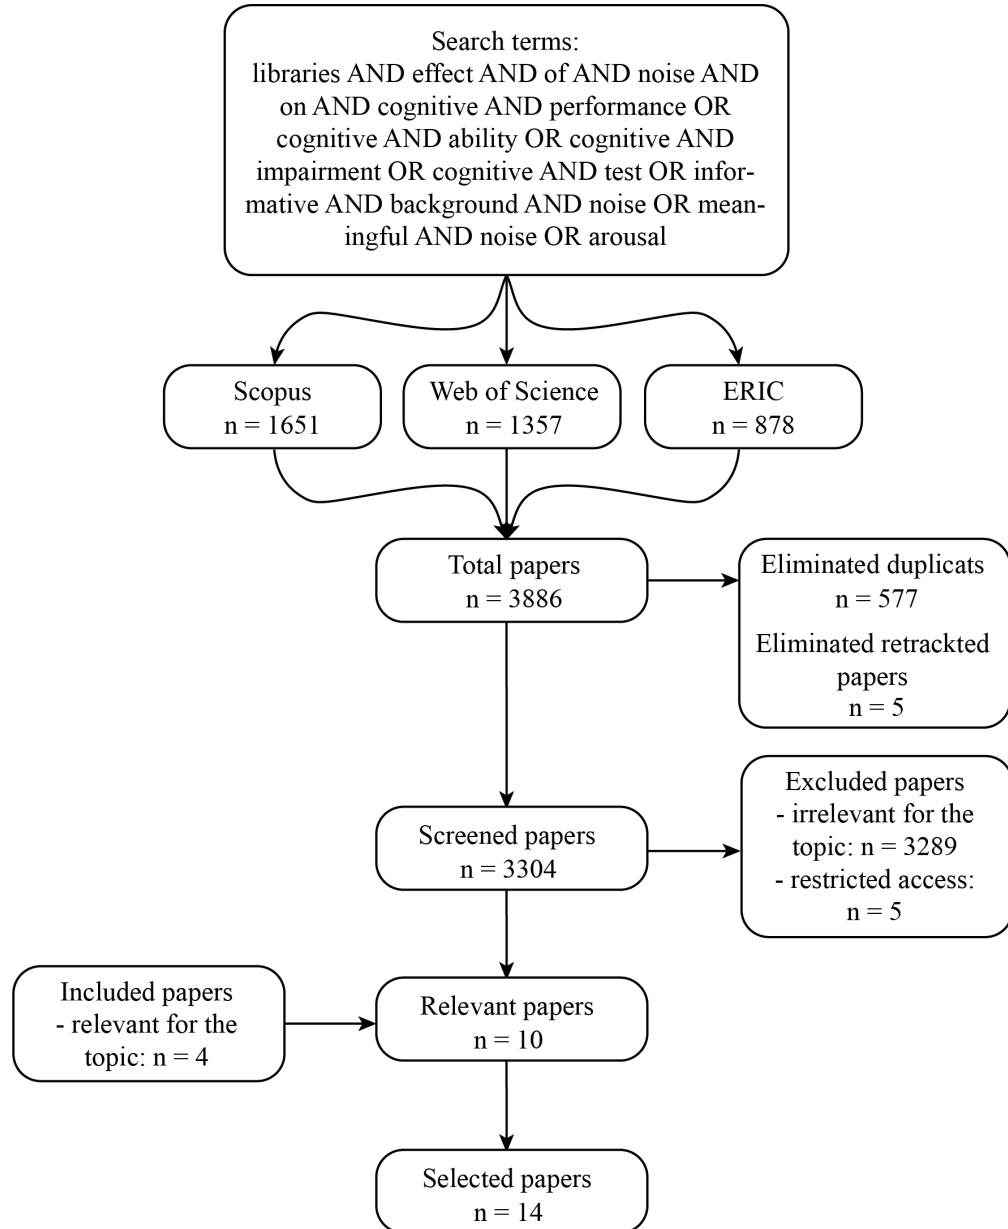 Search terms:
libraries AND effect AND of AND noise AND
on AND cognitive AND performance OR
cognitive AND ability OR cognitive AND
impairment OR cognitive AND test OR infor-
mative AND background AND noise OR mean-
ingful AND noise OR arousal
Scopus
n = 1651
Web of Science
n = 1357
ERIC
n = 878
Total papers
n = 3886
Eliminated duplicats
n = 577
Eliminated retrackted
papers
n = 5
Screened papers
n = 3304
Excluded papers
- irrelevant for the
topic: n = 3289
- restricted access:
n = 5
Included papers
- relevant for the
topic: n = 4
Relevant papers
n = 10
Selected papers
n = 14